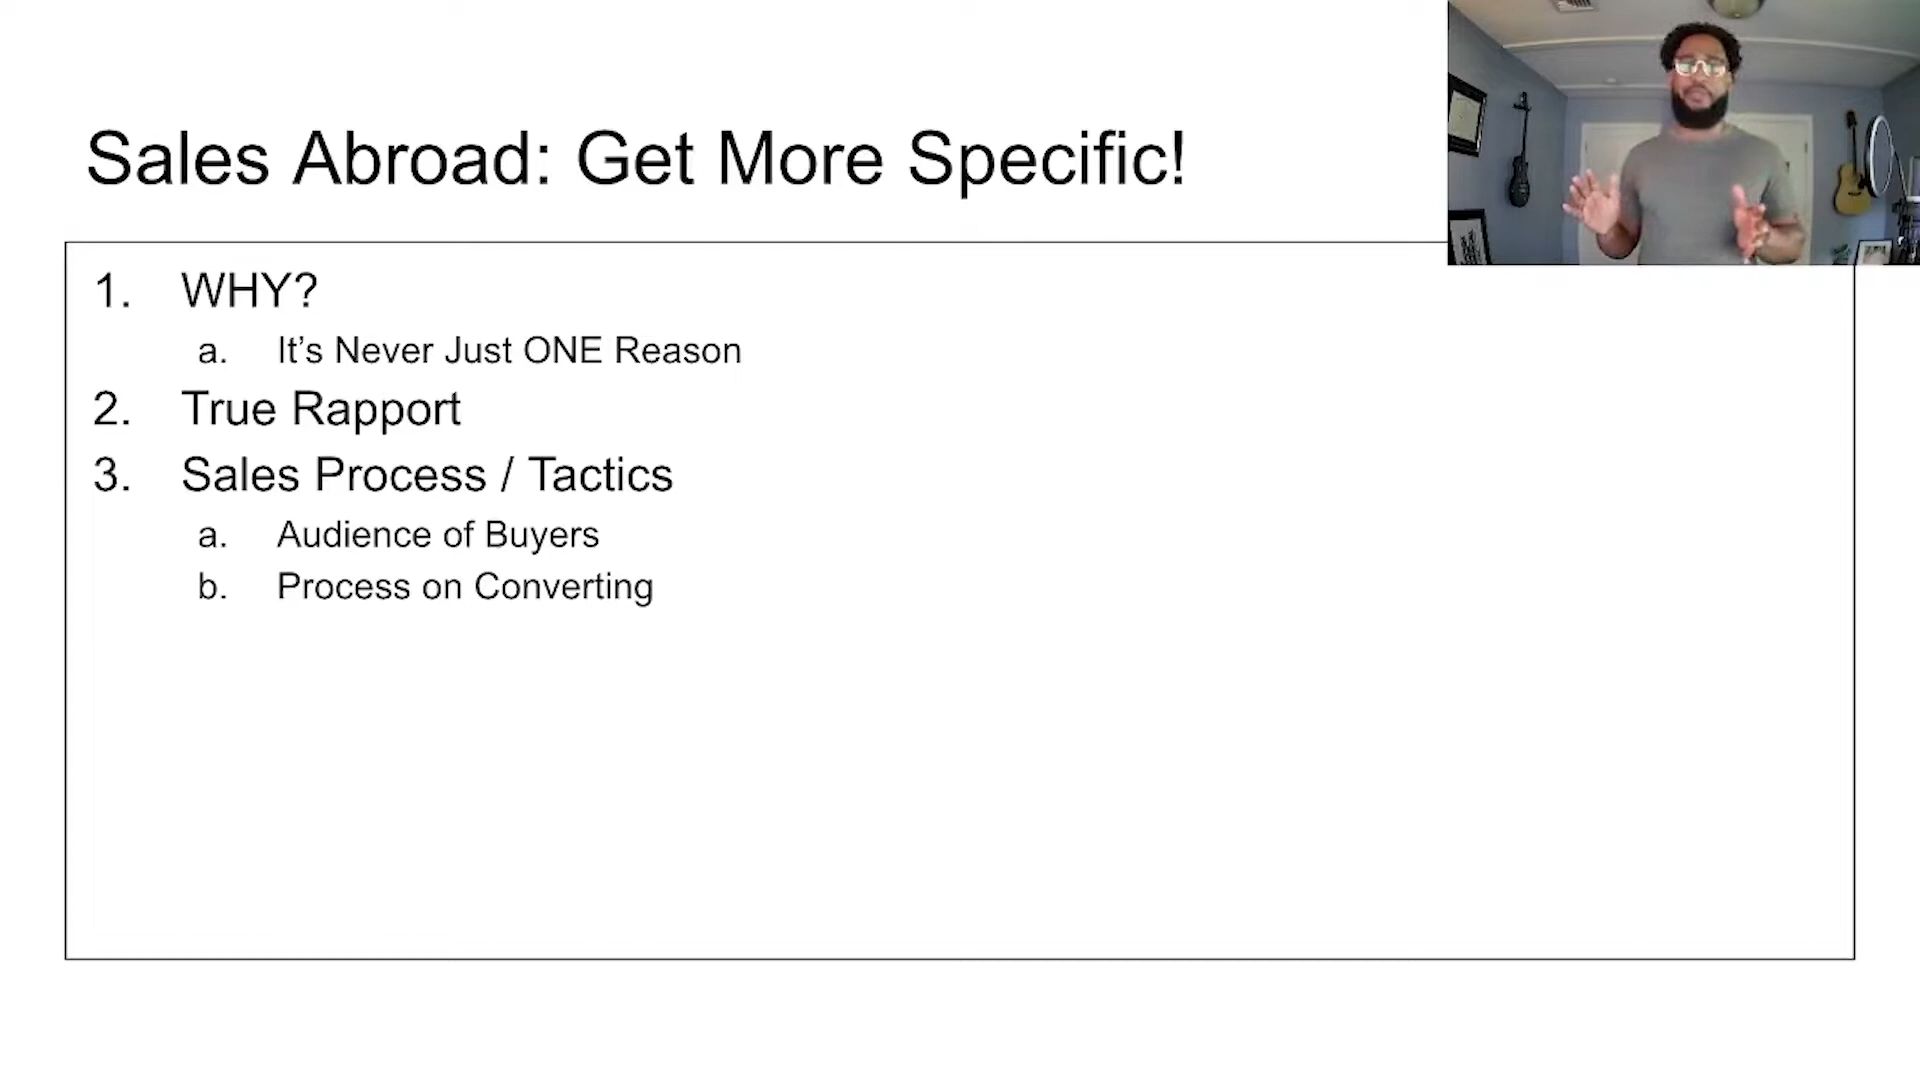 Sales Abroad: Get More Specific!
1. WHY?
a. It’s Never Just ONE Reason
2. True Rapport
3. Sales Process / Tactics
a. Audience of Buyers
b. Process on Converting